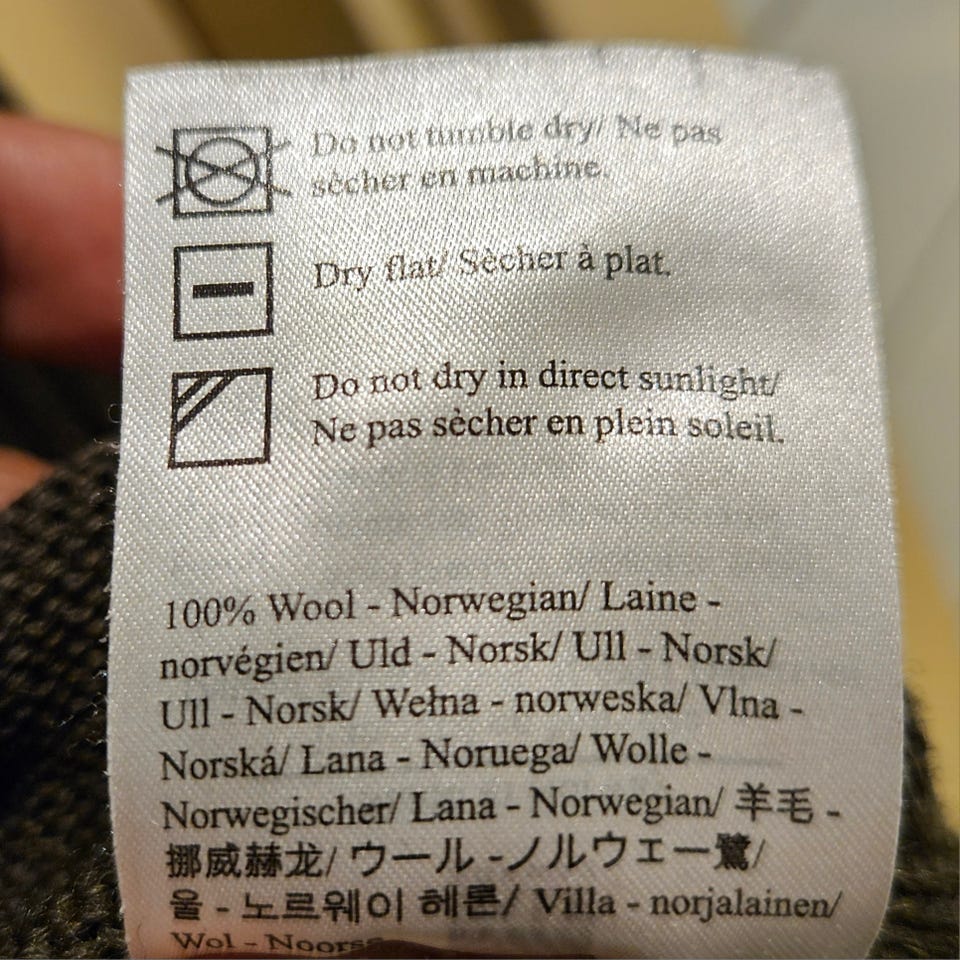 Do not tumble dry/ Ne pas
sècher en machine.
Dry flat/ Sècher à plat.
Do not dry in direct sunlight/
Ne pas sècher en plein soleil.
100% Wool - Norwegian/ Laine -
norvégien/ Uld - Norsk/ Ull - Norsk/
Ull - Norsk/ Wełna - norweska/ Vlna -
Norská/ Lana - Noruega/ Wolle -
Norwegischer/ Lana - Norwegian/ 羊毛 -
挪威赫龙/ ウール -ノルウェー鷺/
울 - 노르웨이 헤론/ Villa - norjalainen/
Wol - Noorse